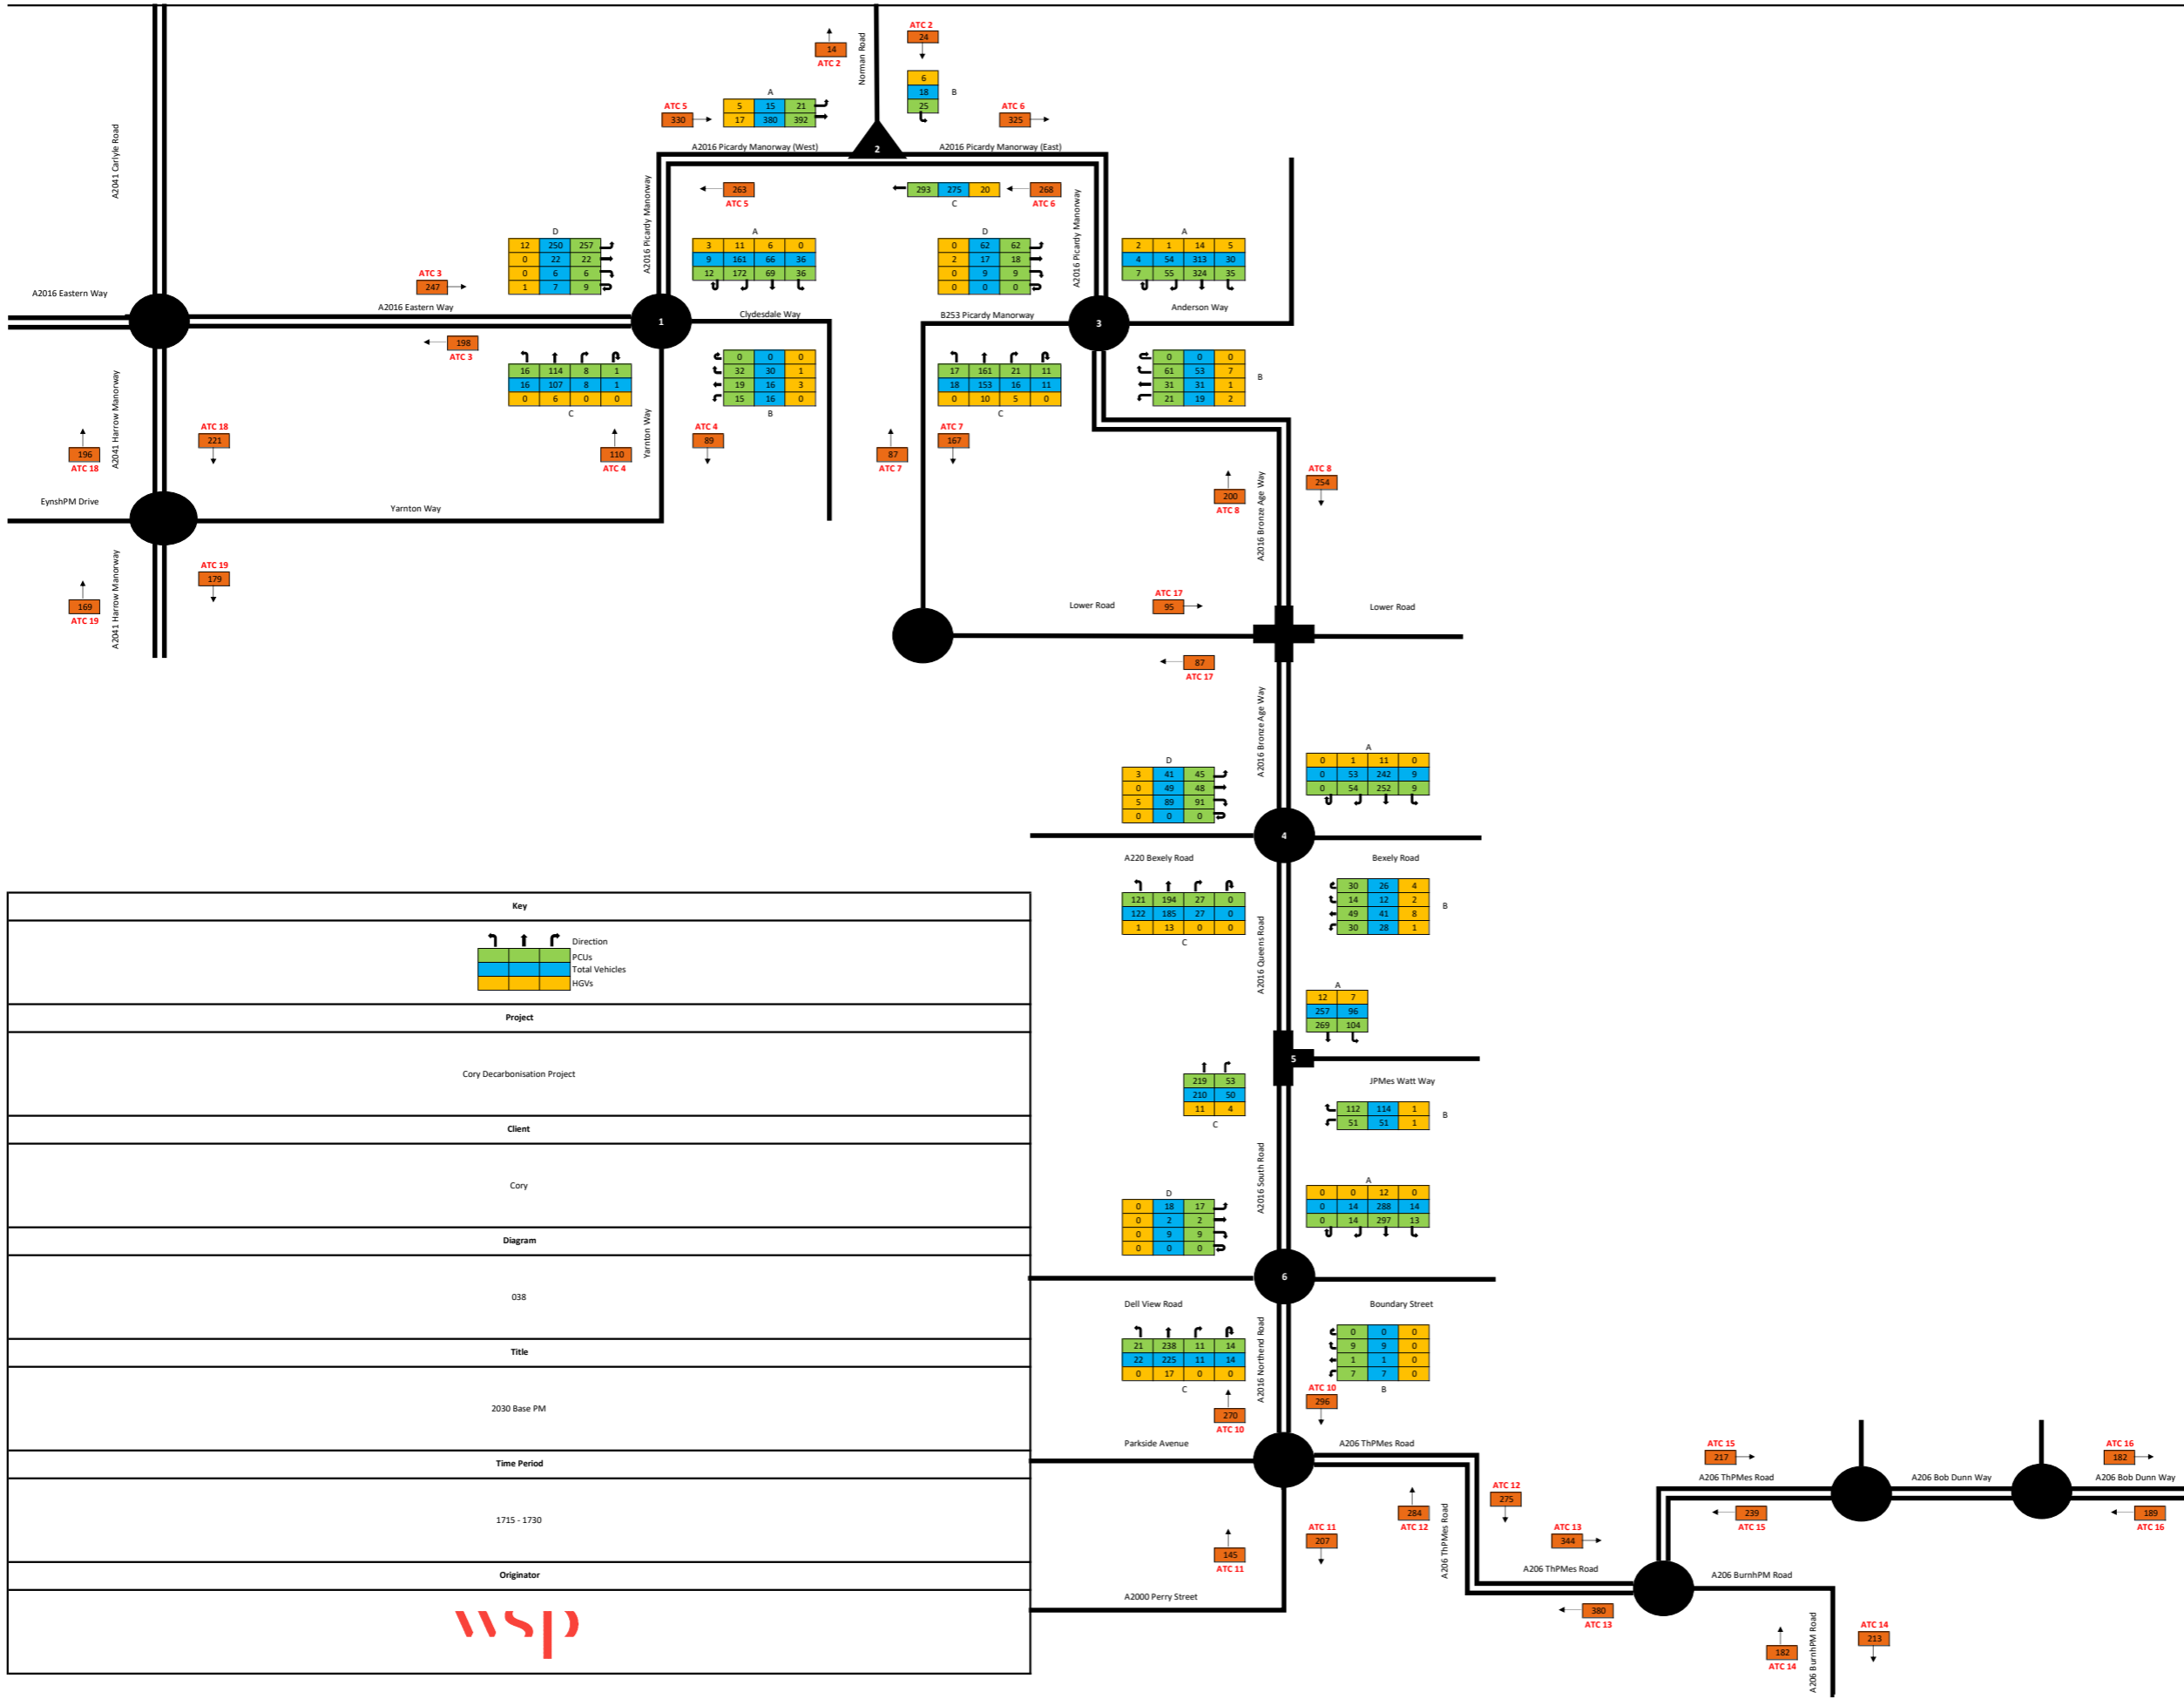 ATC 2
14
ATC 2
Norman Road
24
6
18
25
B
A
5 15 21
17 380 392
ATC 5
330
ATC 6
325
A2016 Picardy Manorway (West)
2
A2016 Picardy Manorway (East)
A2041 Carlyle Road
A2016 Picardy Manorway
263
ATC 5
293 275 20
C
268
ATC 6
A2016 Picardy Manorway
D
12 250 257
0 22 22
0 6 6
1 7 9
A
3 11 6 0
9 161 66 36
12 172 69 36
D
0 62 62
2 17 18
0 9 9
0 0 0
A
2 1 14 5
4 54 313 30
7 55 324 35
ATC 3
247
A2016 Eastern Way
A2016 Eastern Way
1
Clydesdale Way
B253 Picardy Manorway
3
Anderson Way
198
ATC 3
16 114 8 1
16 107 8 1
0 6 0 0
C
0 0 0
32 30 1
19 16 3
15 16 0
B
17 161 21 11
18 153 16 11
0 10 5 0
C
0 0 0
61 53 7
31 31 1
21 19 2
B
A2041 Harrow Manorway
196
ATC 18
ATC 18
221
110
ATC 4
Yarnton Way
ATC 4
89
87
ATC 7
ATC 7
167
200
ATC 8
A2016 Bronze Age Way
ATC 8
254
EynshPM Drive
Yarnton Way
169
ATC 19
A2041 Harrow Manorway
ATC 19
179
Lower Road
ATC 17
95
Lower Road
87
ATC 17
A2016 Bronze Age Way
D
3 41 45
0 49 48
5 89 91
0 0 0
A
0 1 11 0
0 53 242 9
0 54 252 9
4
A220 Bexely Road
Bexely Road
121 194 27 0
122 185 27 0
1 13 0 0
C
A2016 Queens Road
30 26 4
14 12 2
49 41 8
30 28 1
B
A
12 7
257 96
269 104
5
219 53
210 50
11 4
C
JPMes Watt Way
112 114 1
51 51 1
B
A2016 South Road
D
0 18 17
0 2 2
0 9 9
0 0 0
A
0 0 12 0
0 14 288 14
0 14 297 13
6
Dell View Road
Boundary Street
21 238 11 14
22 225 11 14
0 17 0 0
C
A2016 Northend Road
0 0 0
9 9 0
1 1 0
7 7 0
B
270
ATC 10
ATC 10
296
Parkside Avenue
A206 ThPMes Road
145
ATC 11
ATC 11
207
A2000 Perry Street
284
ATC 12
A206 ThPMes Road
ATC 12
275
ATC 13
344
A206 ThPMes Road
380
ATC 13
ATC 15
217
A206 ThPMes Road
239
ATC 15
A206 Bob Dunn Way
ATC 16
182
A206 Bob Dunn Way
189
ATC 16
A206 BurnhPM Road
182
ATC 14
A206 BurnhPM Road
ATC 14
213
Key
Direction
PCUs
Total Vehicles
HGVs
Project
Cory Decarbonisation Project
Client
Cory
Diagram
038
Title
2030 Base PM
Time Period
1715 - 1730
Originator
wsp